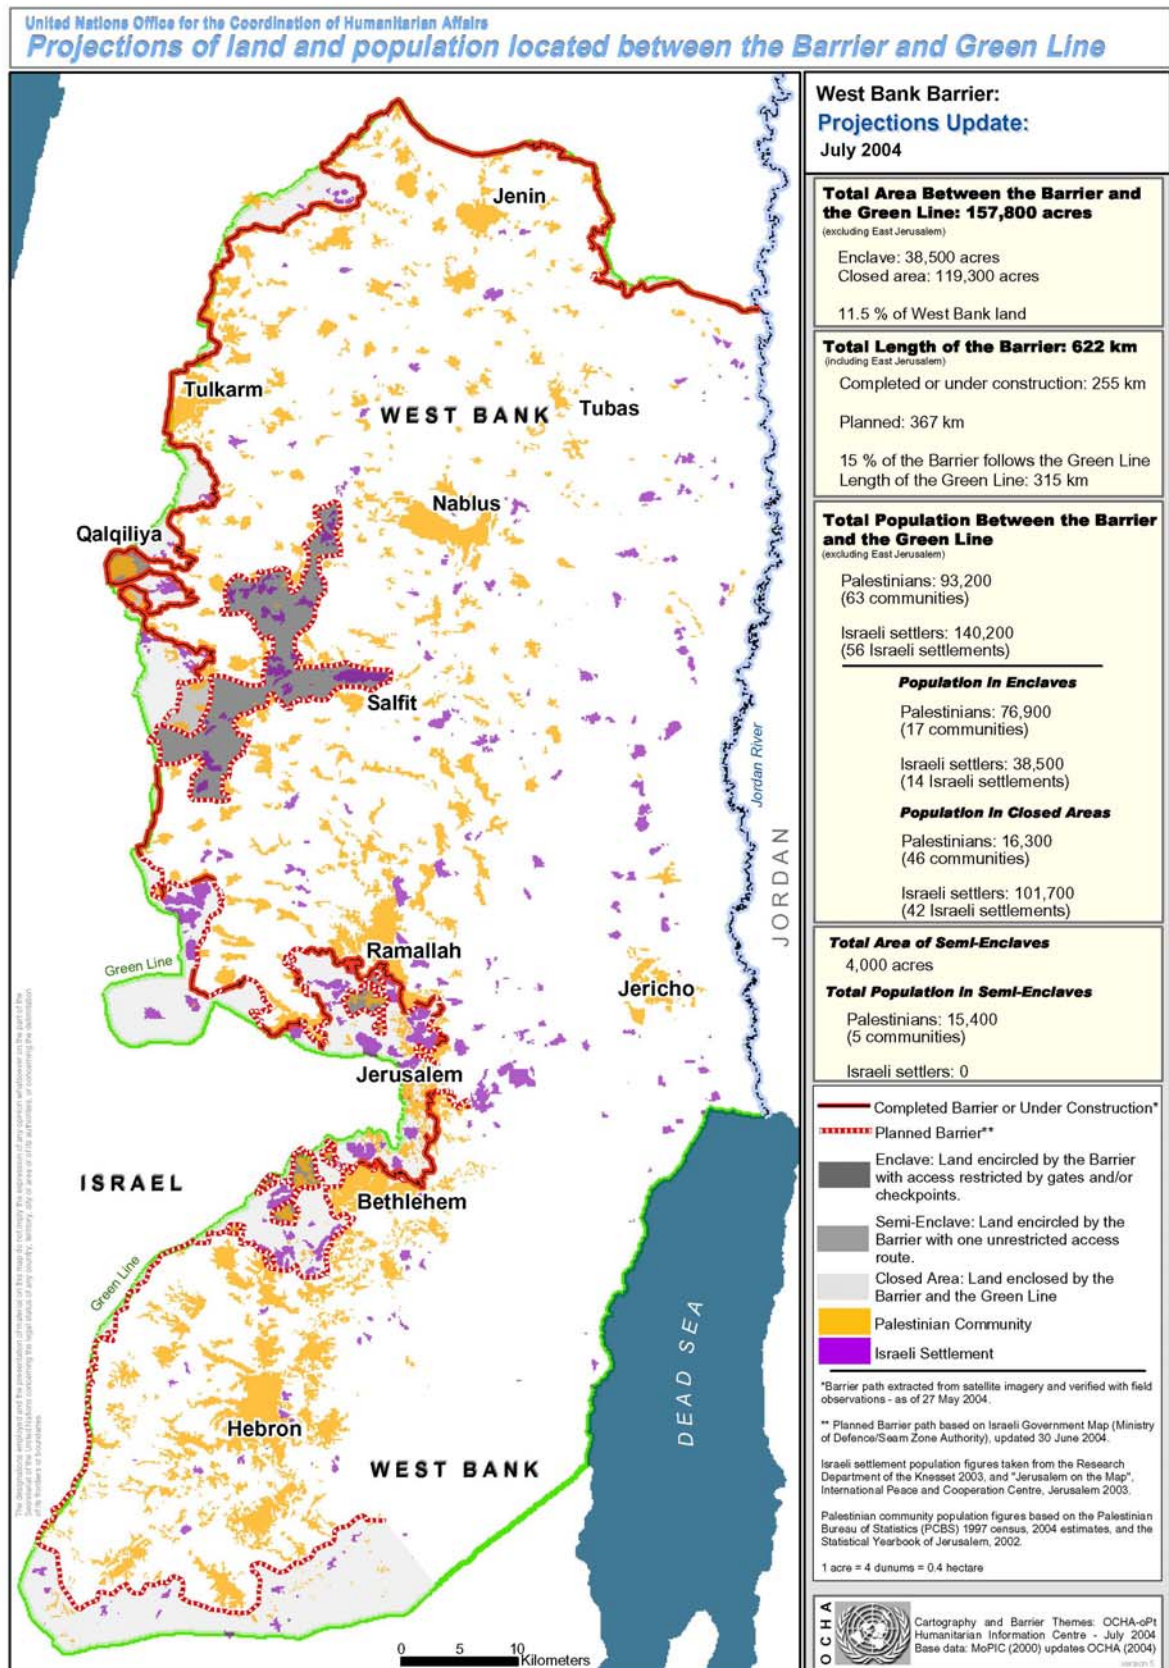 United Nations Office for the Coordination of Humanitarian Affairs
Projections of land and population located between the Barrier and Green Line
West Bank Barrier:
Projections Update:
July 2004
Total Area Between the Barrier and
the Green Line: 157,800 acres
(excluding East Jerusalem)
Enclave: 38,500 acres
Closed area: 119,300 acres
11.5 % of West Bank land
Total Length of the Barrier: 622 km
(including East Jerusalem)
Completed or under construction: 255 km
Planned: 367 km
15 % of the Barrier follows the Green Line
Length of the Green Line: 315 km
Total Population Between the Barrier
and the Green Line
(excluding East Jerusalem)
Palestinians: 93,200
(63 communities)
Israeli settlers: 140,200
(56 Israeli settlements)
Population in Enclaves
Palestinians: 76,900
(17 communities)
Israeli settlers: 38,500
(14 Israeli settlements)
Population in Closed Areas
Palestinians: 16,300
(46 communities)
Israeli settlers: 101,700
(42 Israeli settlements)
Total Area of Semi-Enclaves
4,000 acres
Total Population in Semi-Enclaves
Palestinians: 15,400
(5 communities)
Israeli settlers: 0
Completed Barrier or Under Construction*
Planned Barrier**
Enclave: Land encircled by the Barrier
with access restricted by gates and/or
checkpoints.
Semi-Enclave: Land encircled by the
Barrier with one unrestricted access
route.
Closed Area: Land enclosed by the
Barrier and the Green Line
Palestinian Community
Israeli Settlement
*Barrier path extracted from satellite imagery and verified with field
observations - as of 27 May 2004.
** Planned Barrier path based on Israeli Government Map (Ministry
of Defence/Seam Zone Authority), updated 30 June 2004.
Israeli settlement population figures taken from the Research
Department of the Knesset 2003, and "Jerusalem on the Map",
International Peace and Cooperation Centre, Jerusalem 2003.
Palestinian community population figures based on the Palestinian
Bureau of Statistics (PCBS) 1997 census, 2004 estimates, and the
Statistical Yearbook of Jerusalem, 2002.
1 acre = 4 dunums = 0.4 hectare
OCHA
Cartography and Barrier Themes: OCHA-oPt
Humanitarian Information Centre - July 2004
Base data: MoPIC (2000) updates OCHA (2004)
version 5
Jenin
Tulkarm
WEST BANK
Tubas
Nablus
Qalqiliya
Salfit
Jordan River
JORDAN
Ramallah
Green Line
Jericho
Jerusalem
ISRAEL
Bethlehem
Green Line
DEAD SEA
Hebron
WEST BANK
0 5 10
Kilometers